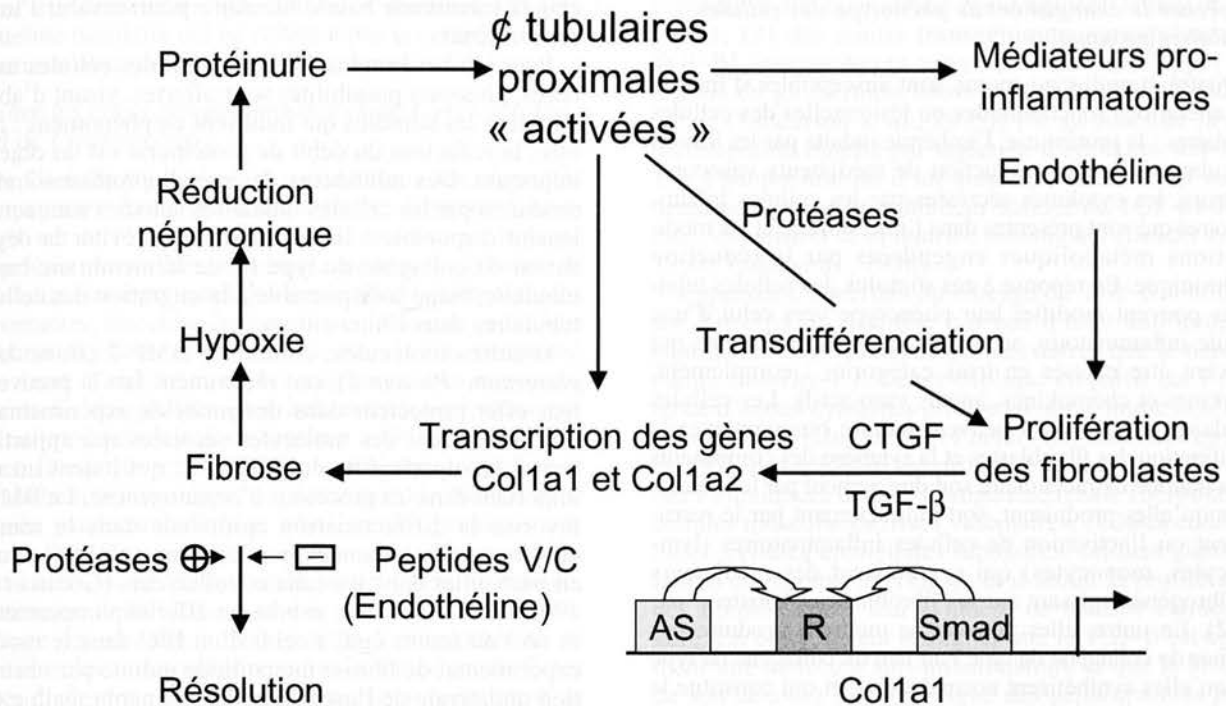 ¢ tubulaires
proximales
« activées »
Protéinurie
Médiateurs pro-
inflammatoires
Réduction
néphronique
Endothéline
Protéases
Hypoxie
Transdifférenciation
Transcription des gènes
Col1a1 et Col1a2
CTGF
TGF-β
Prolifération
des fibroblastes
Fibrose
Protéases ⊕
− Peptides V/C
(Endothéline)
Résolution
AS R Smad
Col1a1